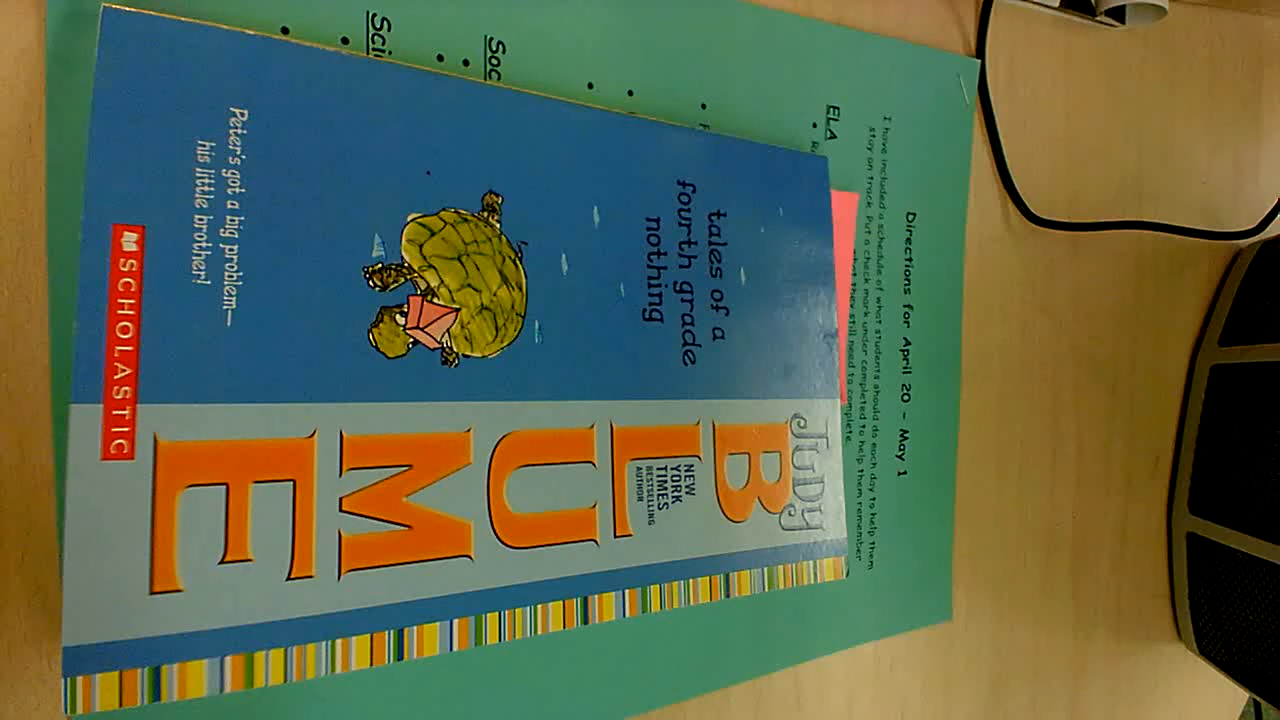 Directions for April 20 - May 1
I have included a schedule of what students should do each day to help them
stay on track. Put a check mark under completed to help them remember
what they still need to complete.
ELA
Soc
Sci
JUDY
BLUME
NEW
YORK
TIMES
BESTSELLING
AUTHOR
tales of a
fourth grade
nothing
Peter's got a big problem—
his little brother!
SCHOLASTIC